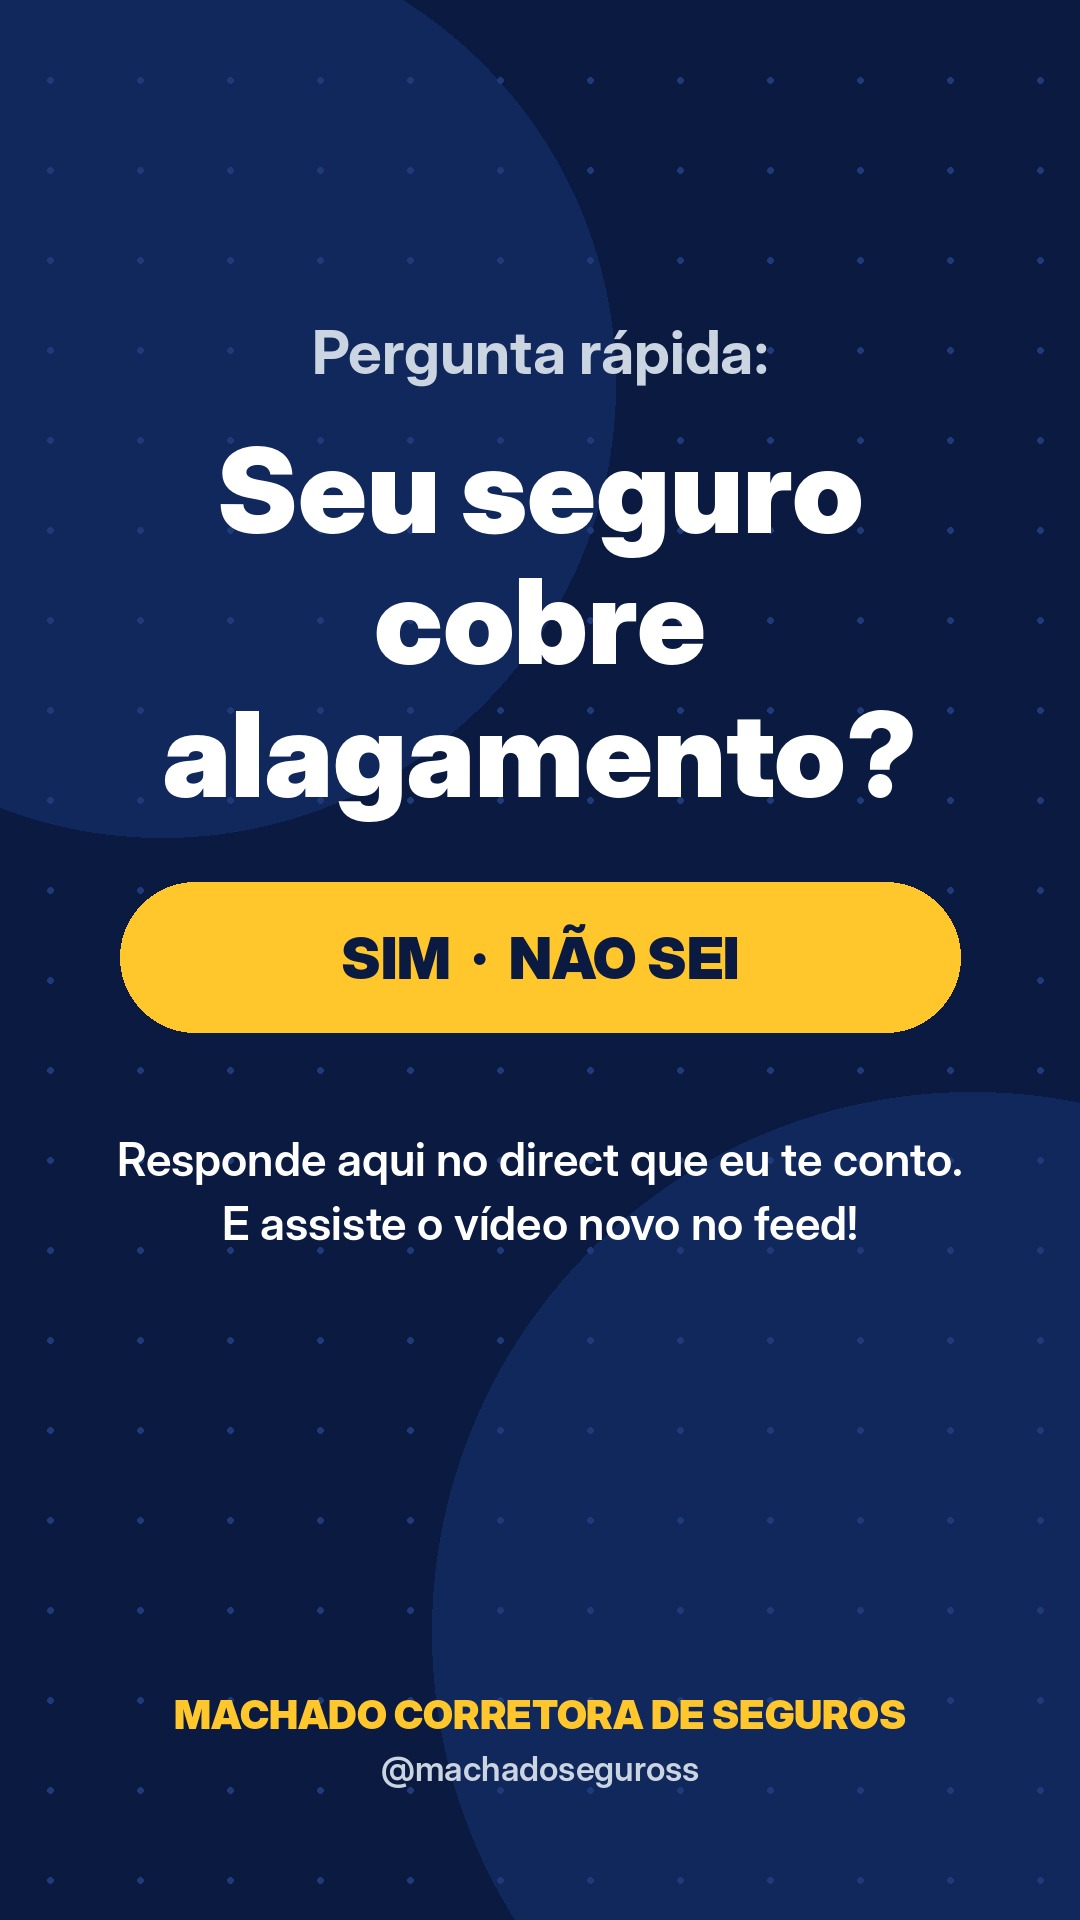 Pergunta rápida:
Seu seguro
cobre
alagamento?
SIM · NÃO SEI
Responde aqui no direct que eu te conto.
E assiste o vídeo novo no feed!
MACHADO CORRETORA DE SEGUROS
@machadoseguross